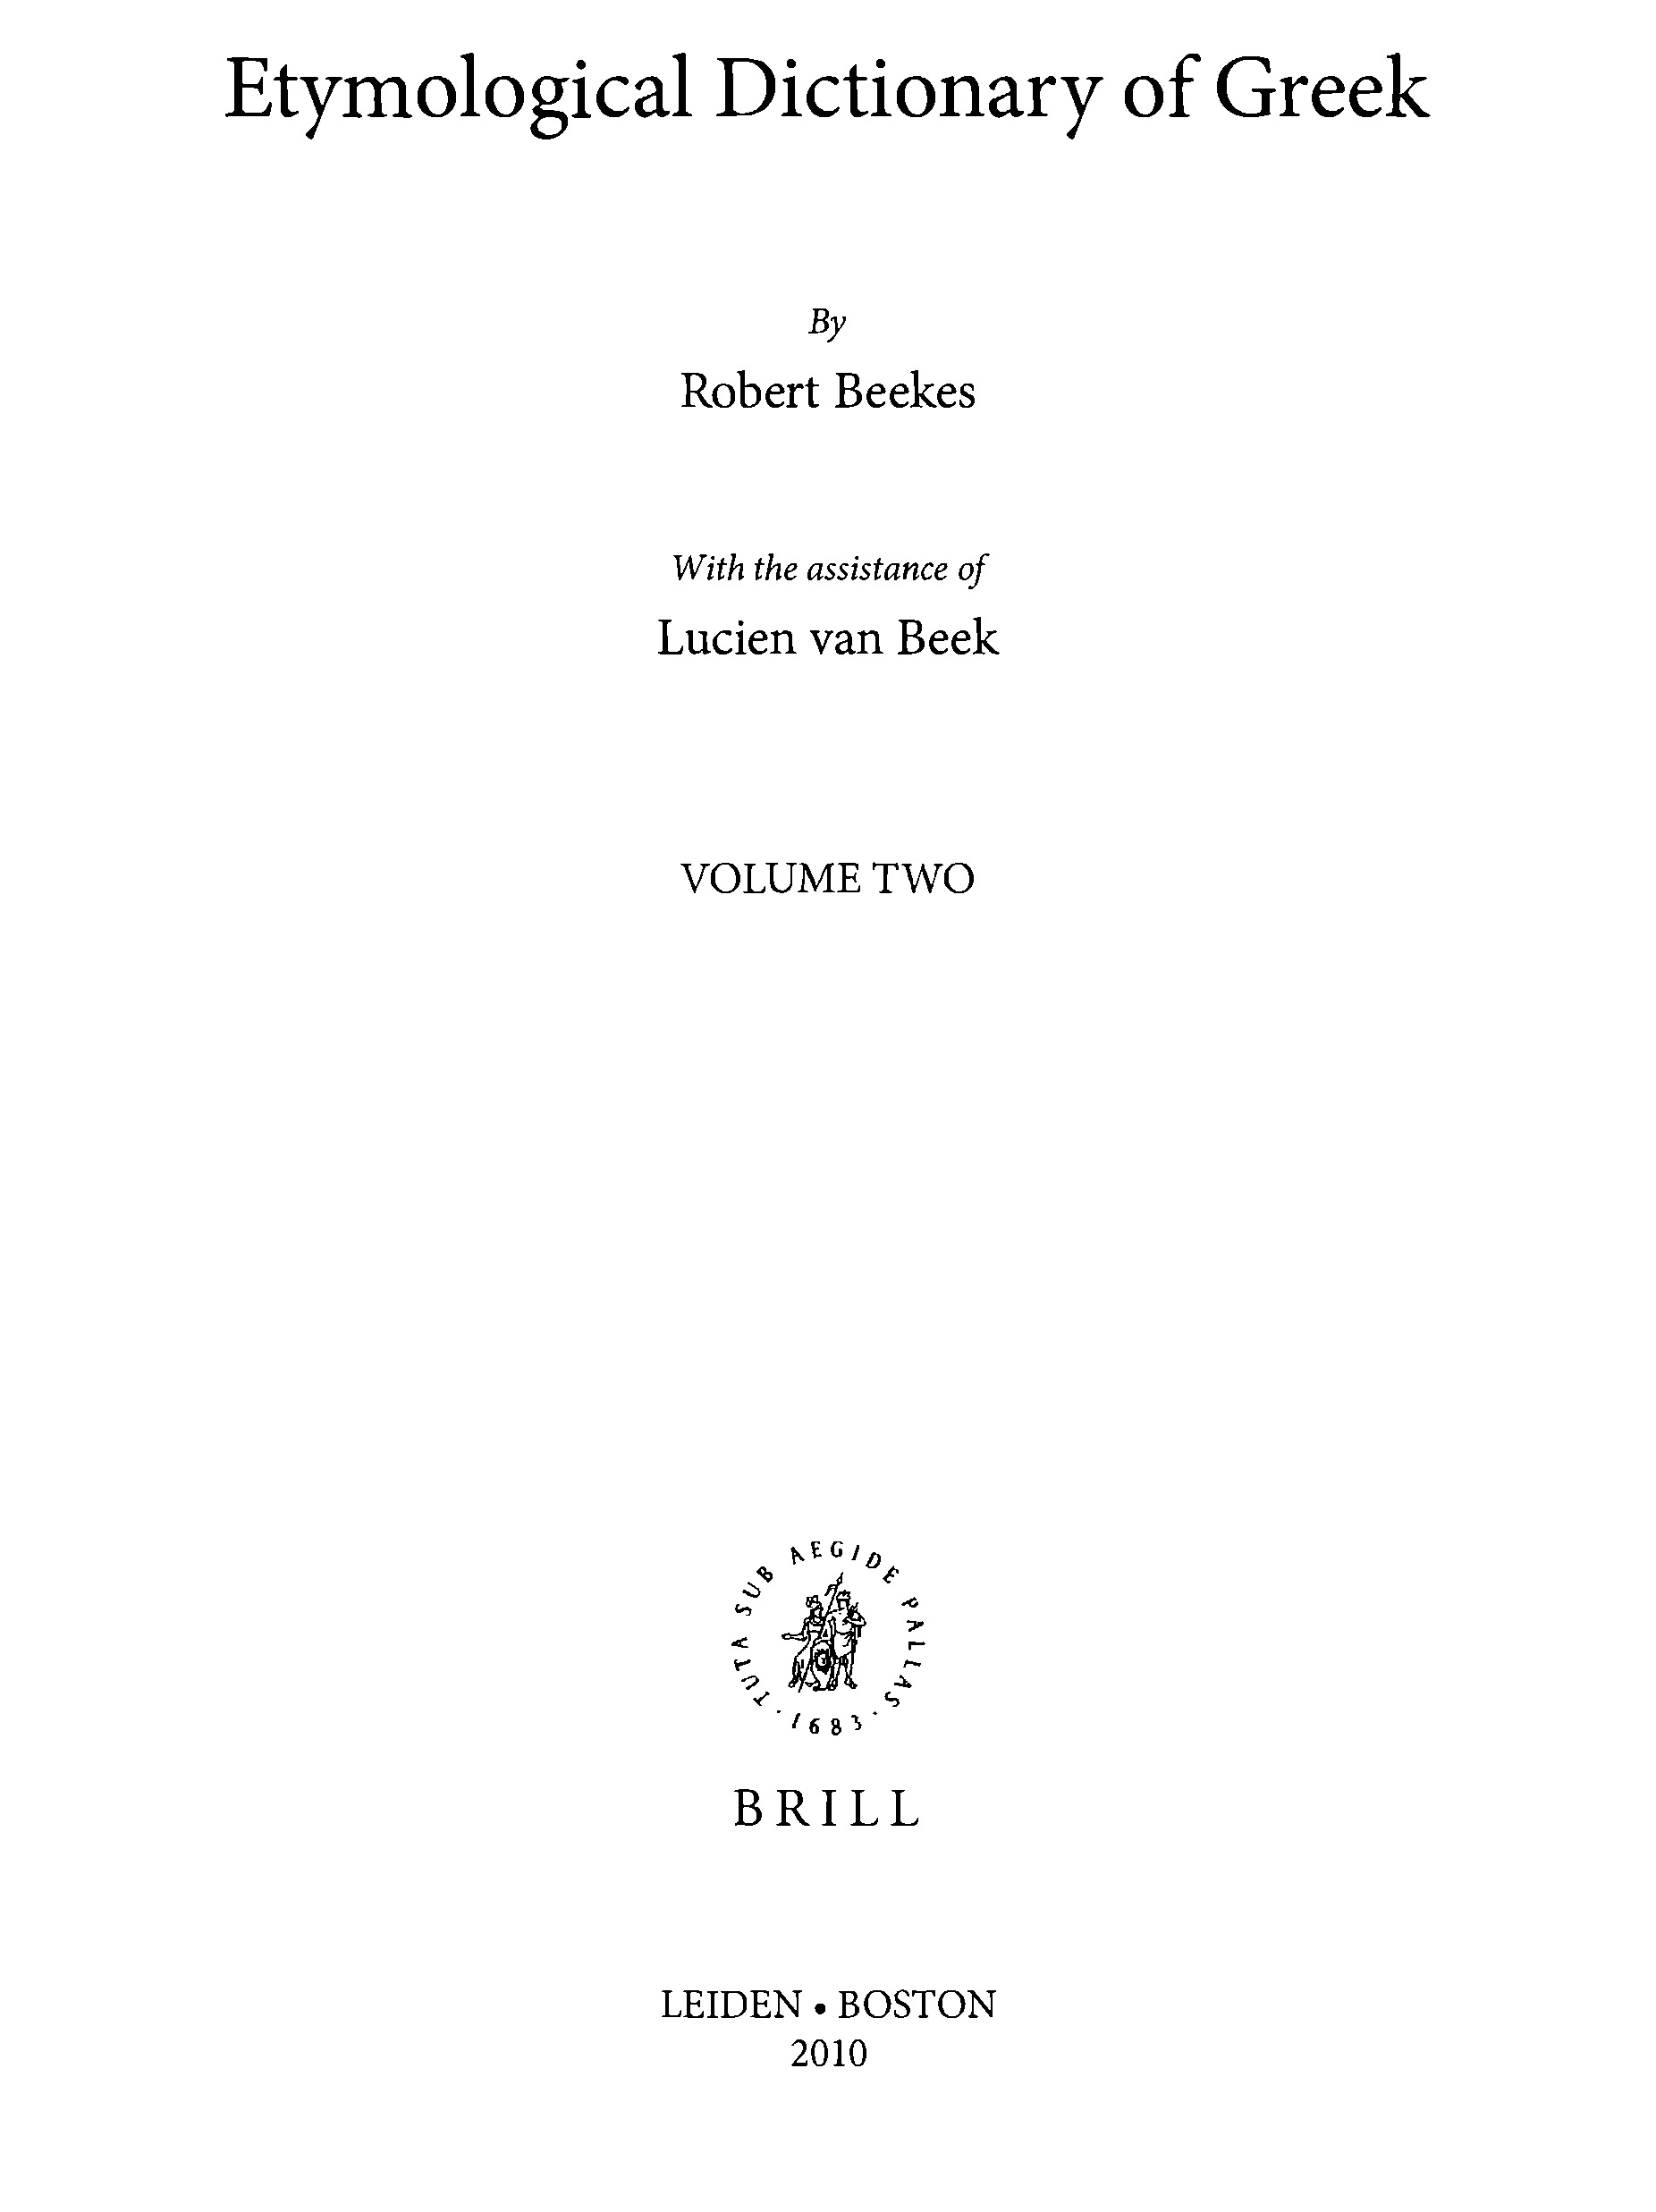 Etymological Dictionary of Greek
By
Robert Beekes
With the assistance of
Lucien van Beek
VOLUME TWO
TUTA SUB AEGIDE PALLAS · 1683 ·
BRILL
LEIDEN • BOSTON
2010